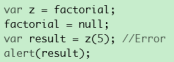 var z = factorial;
factorial = null;
var result = z(5); //Error
alert(result);